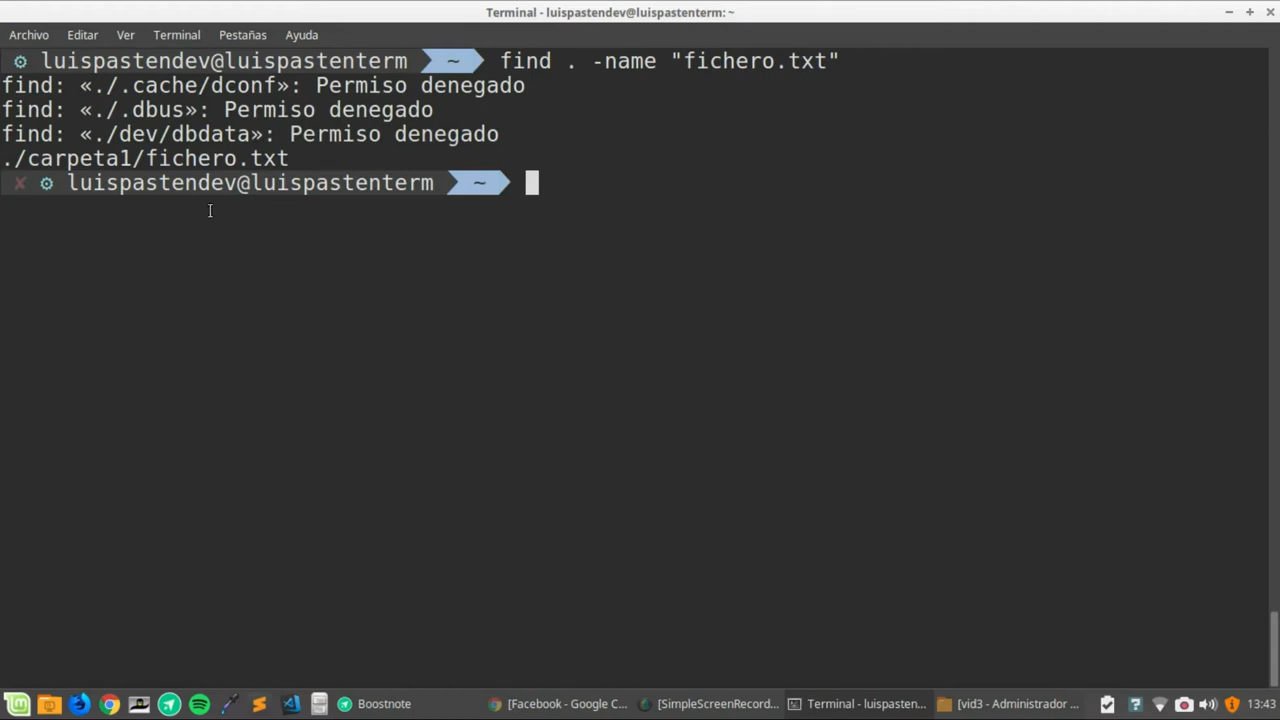 Terminal - luispastendev@luispastenterm: ~
Archivo Editar Ver Terminal Pestañas Ayuda
luispastendev@luispastenterm ~ find . -name "fichero.txt"
find: «./.cache/dconf»: Permiso denegado
find: «./.dbus»: Permiso denegado
find: «./dev/dbdata»: Permiso denegado
./carpeta1/fichero.txt
✘ luispastendev@luispastenterm ~
Boostnote [Facebook - Google C... [SimpleScreenRecord... Terminal - luispasten... [vid3 - Administrador ... 13:43